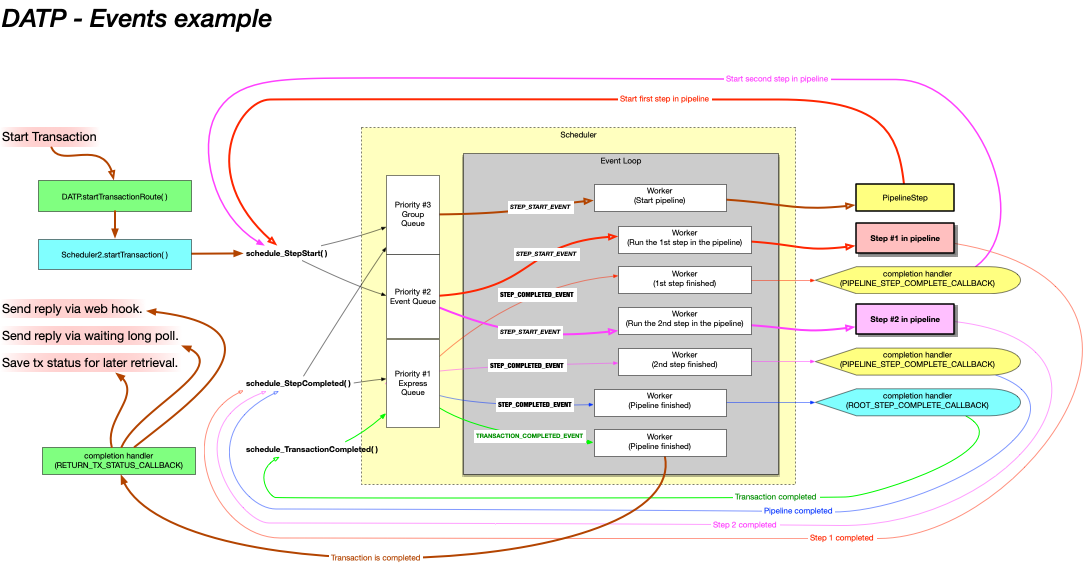 DATP - Events example
Start second step in pipeline
Start first step in pipeline
Start Transaction
Scheduler
Event Loop
DATP.startTransactionRoute( )
Scheduler2.startTransaction( )
schedule_StepStart( )
Priority #3
Group
Queue
Priority #2
Event Queue
Priority #1
Express
Queue
STEP_START_EVENT
Worker
(Start pipeline)
PipelineStep
STEP_START_EVENT
Worker
(Run the 1st step in the pipeline)
Step #1 in pipeline
STEP_COMPLETED_EVENT
Worker
(1st step finished)
completion handler
(PIPELINE_STEP_COMPLETE_CALLBACK)
STEP_START_EVENT
Worker
(Run the 2nd step in the pipeline)
Step #2 in pipeline
STEP_COMPLETED_EVENT
Worker
(2nd step finished)
completion handler
(PIPELINE_STEP_COMPLETE_CALLBACK)
STEP_COMPLETED_EVENT
Worker
(Pipeline finished)
completion handler
(ROOT_STEP_COMPLETE_CALLBACK)
TRANSACTION_COMPLETED_EVENT
Worker
(Pipeline finished)
Send reply via web hook.
Send reply via waiting long poll.
Save tx status for later retrieval.
schedule_StepCompleted( )
schedule_TransactionCompleted( )
completion handler
(RETURN_TX_STATUS_CALLBACK)
Transaction completed
Pipeline completed
Step 2 completed
Step 1 completed
Transaction is completed